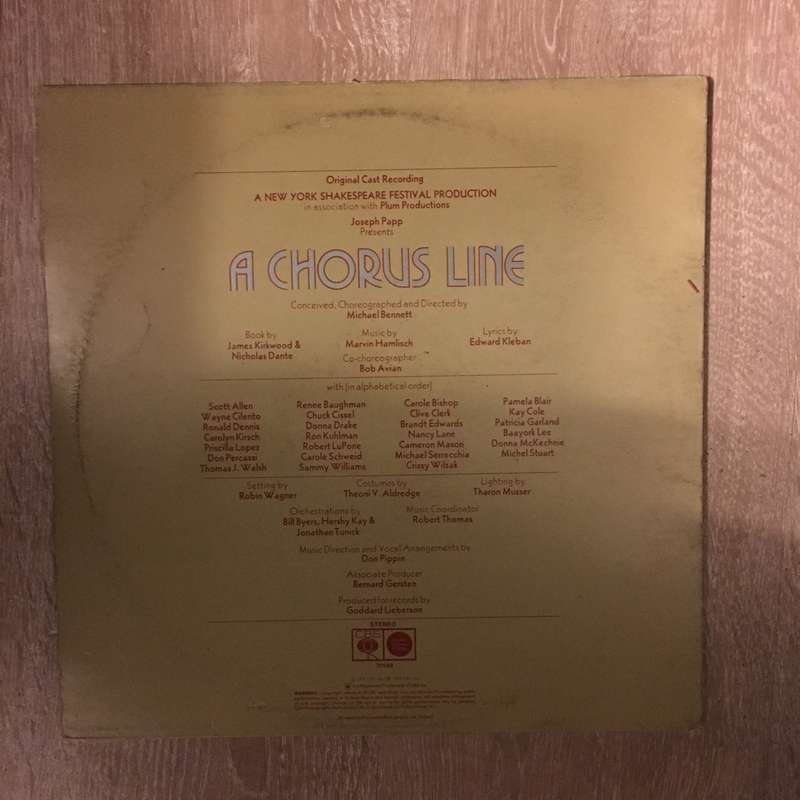 Original Cast Recording
A NEW YORK SHAKESPEARE FESTIVAL PRODUCTION
in association with Plum Productions
Joseph Papp
Presents
A CHORUS LINE
Conceived, Choreographed and Directed by
Michael Bennett
Book by
James Kirkwood &
Nicholas Dante
Music by
Marvin Hamlisch
Lyrics by
Edward Kleban
Co-choreographer
Bob Avian
with (in alphabetical order)
Scott Allen
Wayne Cilento
Ronald Dennis
Carolyn Kirsch
Priscilla Lopez
Don Percassi
Thomas J. Walsh
Renee Baughman
Chuck Cissel
Donna Drake
Ron Kuhlman
Robert LuPone
Carole Schweid
Sammy Williams
Carole Bishop
Clive Clerk
Brandt Edwards
Nancy Lane
Cameron Mason
Michael Serrecchia
Crissy Wilzak
Pamela Blair
Kay Cole
Patricia Garland
Baayork Lee
Donna McKechnie
Michel Stuart
Setting by
Robin Wagner
Costumes by
Theoni V. Aldredge
Lighting by
Tharon Musser
Orchestrations by
Bill Byers, Hershy Kay &
Jonathan Tunick
Music Coordinator
Robert Thomas
Music Direction and Vocal Arrangements by
Don Pippin
Associate Producer
Bernard Gersten
Produced for records by
Goddard Lieberson
STEREO
CBS
WARNING: